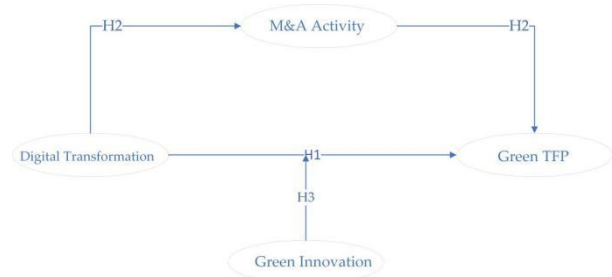 H2 M&A Activity H2
Digital Transformation H1 Green TFP
H3
Green Innovation